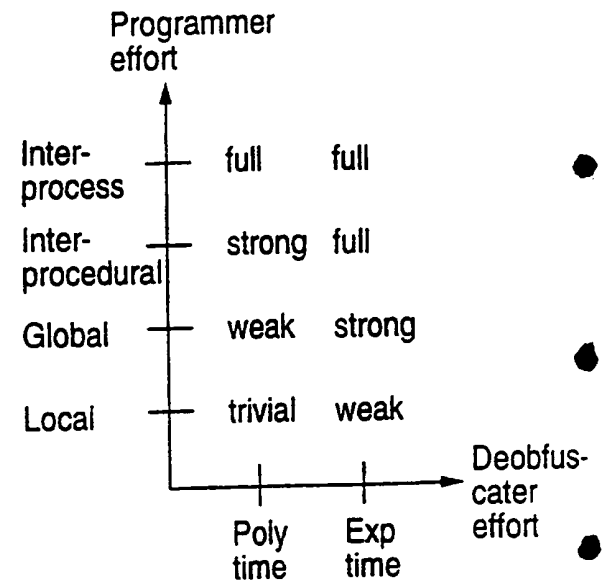 Programmer
effort
Inter-
process
full full
Inter-
procedural
strong full
Global
weak strong
Local
trivial weak
Deobfus-
cater
effort
Poly
time
Exp
time